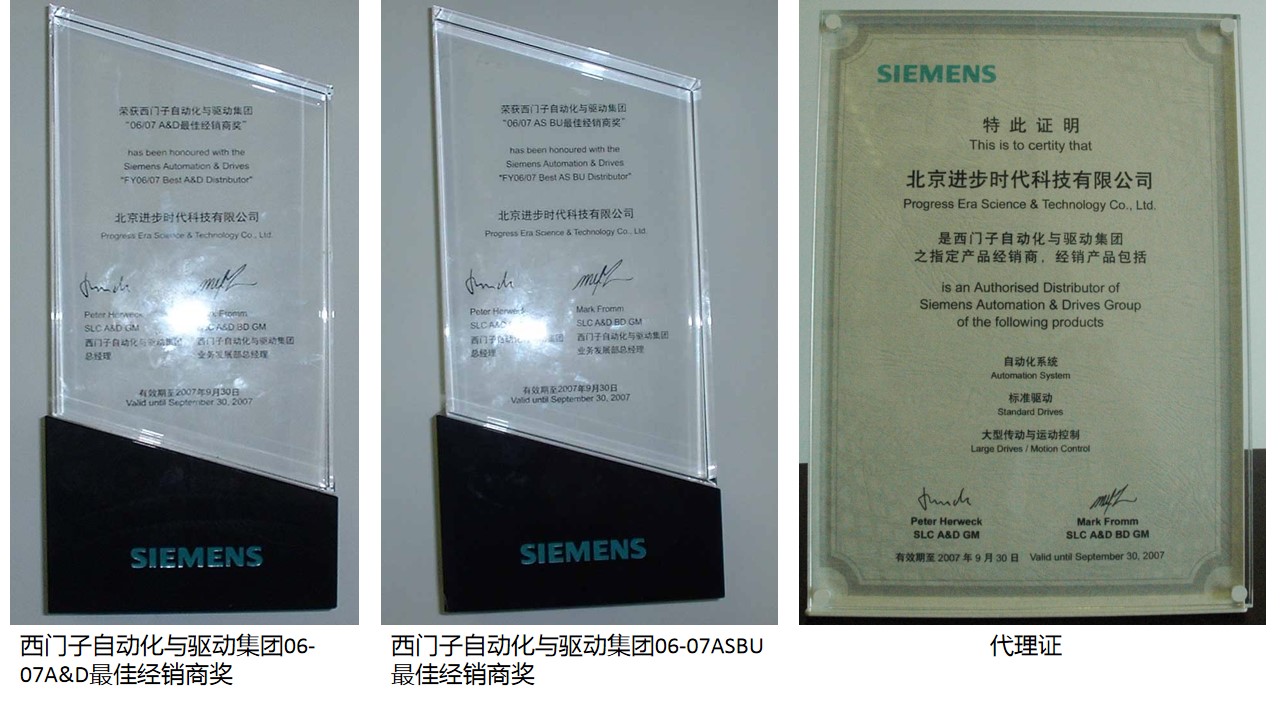 荣获西门子自动化与驱动集团
“06/07 A&D最佳经销商奖”
has been honoured with the
Siemens Automation & Drives
"FY06/07 Best A&D Distributor"
北京进步时代科技有限公司
Progress Era Science & Technology Co., Ltd.
Peter Herweck
Mark Fromm
SLC A&D GM
SLC A&D BD GM
西门子自动化与驱动集团
西门子自动化与驱动集团
总经理
业务发展部总经理
有效期至2007年9月30日
Valid until September 30, 2007
SIEMENS
西门子自动化与驱动集团06-
07A&D最佳经销商奖
荣获西门子自动化与驱动集团
“06/07 AS BU最佳经销商奖”
has been honoured with the
Siemens Automation & Drives
"FY06/07 Best AS BU Distributor"
北京进步时代科技有限公司
Progress Era Science & Technology Co., Ltd.
Peter Herweck
Mark Fromm
SLC A&D
SLC A&D BD GM
西门子自动化与驱动集团
西门子自动化与驱动集团
总经理
业务发展部总经理
有效期至2007年9月30日
Valid until September 30, 2007
SIEMENS
西门子自动化与驱动集团06-07ASBU
最佳经销商奖
SIEMENS
特此证明
This is to certify that
北京进步时代科技有限公司
Progress Era Science & Technology Co., Ltd.
是西门子自动化与驱动集团
之指定产品经销商，经销产品包括
is an Authorised Distributor of
Siemens Automation & Drives Group
of the following products
自动化系统
Automation System
标准驱动
Standard Drives
大型传动与运动控制
Large Drives / Motion Control
Peter Herweck
Mark Fromm
SLC A&D GM
SLC A&D BD GM
有效期至 2007 年 9 月 30 日 Valid until September 30, 2007
代理证